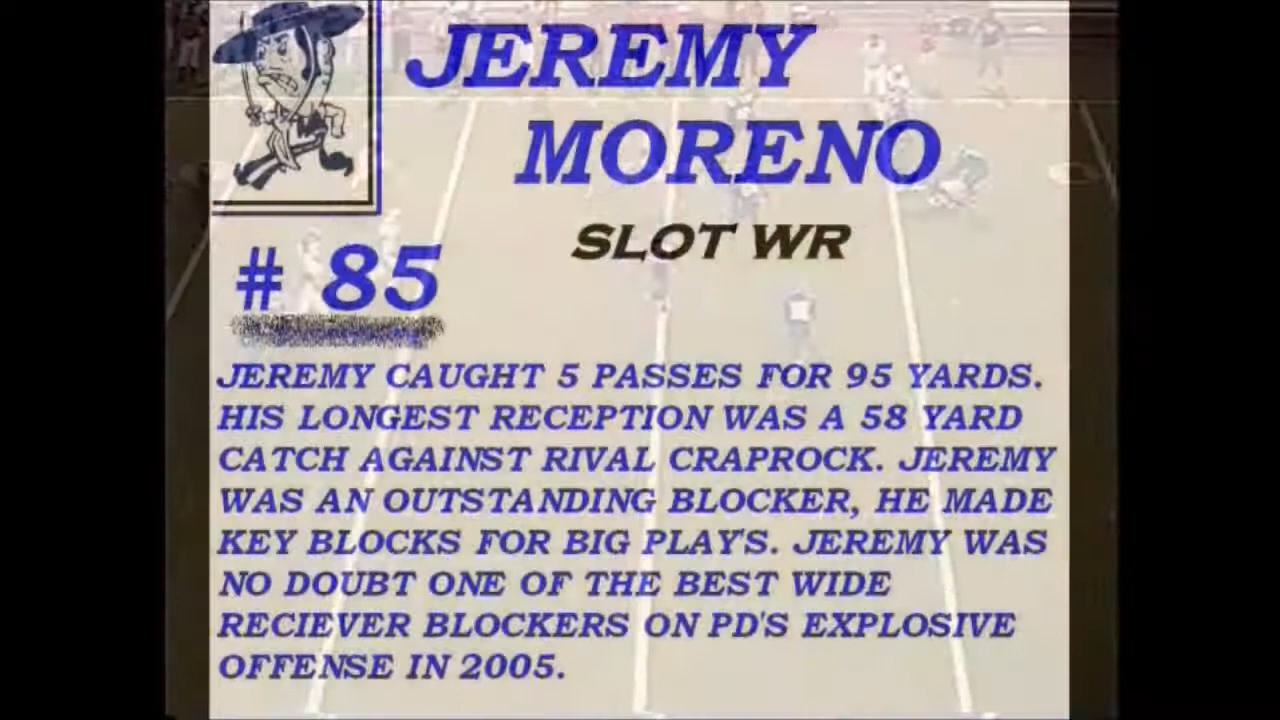 JEREMY
MORENO
SLOT WR
# 85
JEREMY CAUGHT 5 PASSES FOR 95 YARDS.
HIS LONGEST RECEPTION WAS A 58 YARD
CATCH AGAINST RIVAL CRAPROCK. JEREMY
WAS AN OUTSTANDING BLOCKER, HE MADE
KEY BLOCKS FOR BIG PLAY'S. JEREMY WAS
NO DOUBT ONE OF THE BEST WIDE
RECIEVER BLOCKERS ON PD'S EXPLOSIVE
OFFENSE IN 2005.